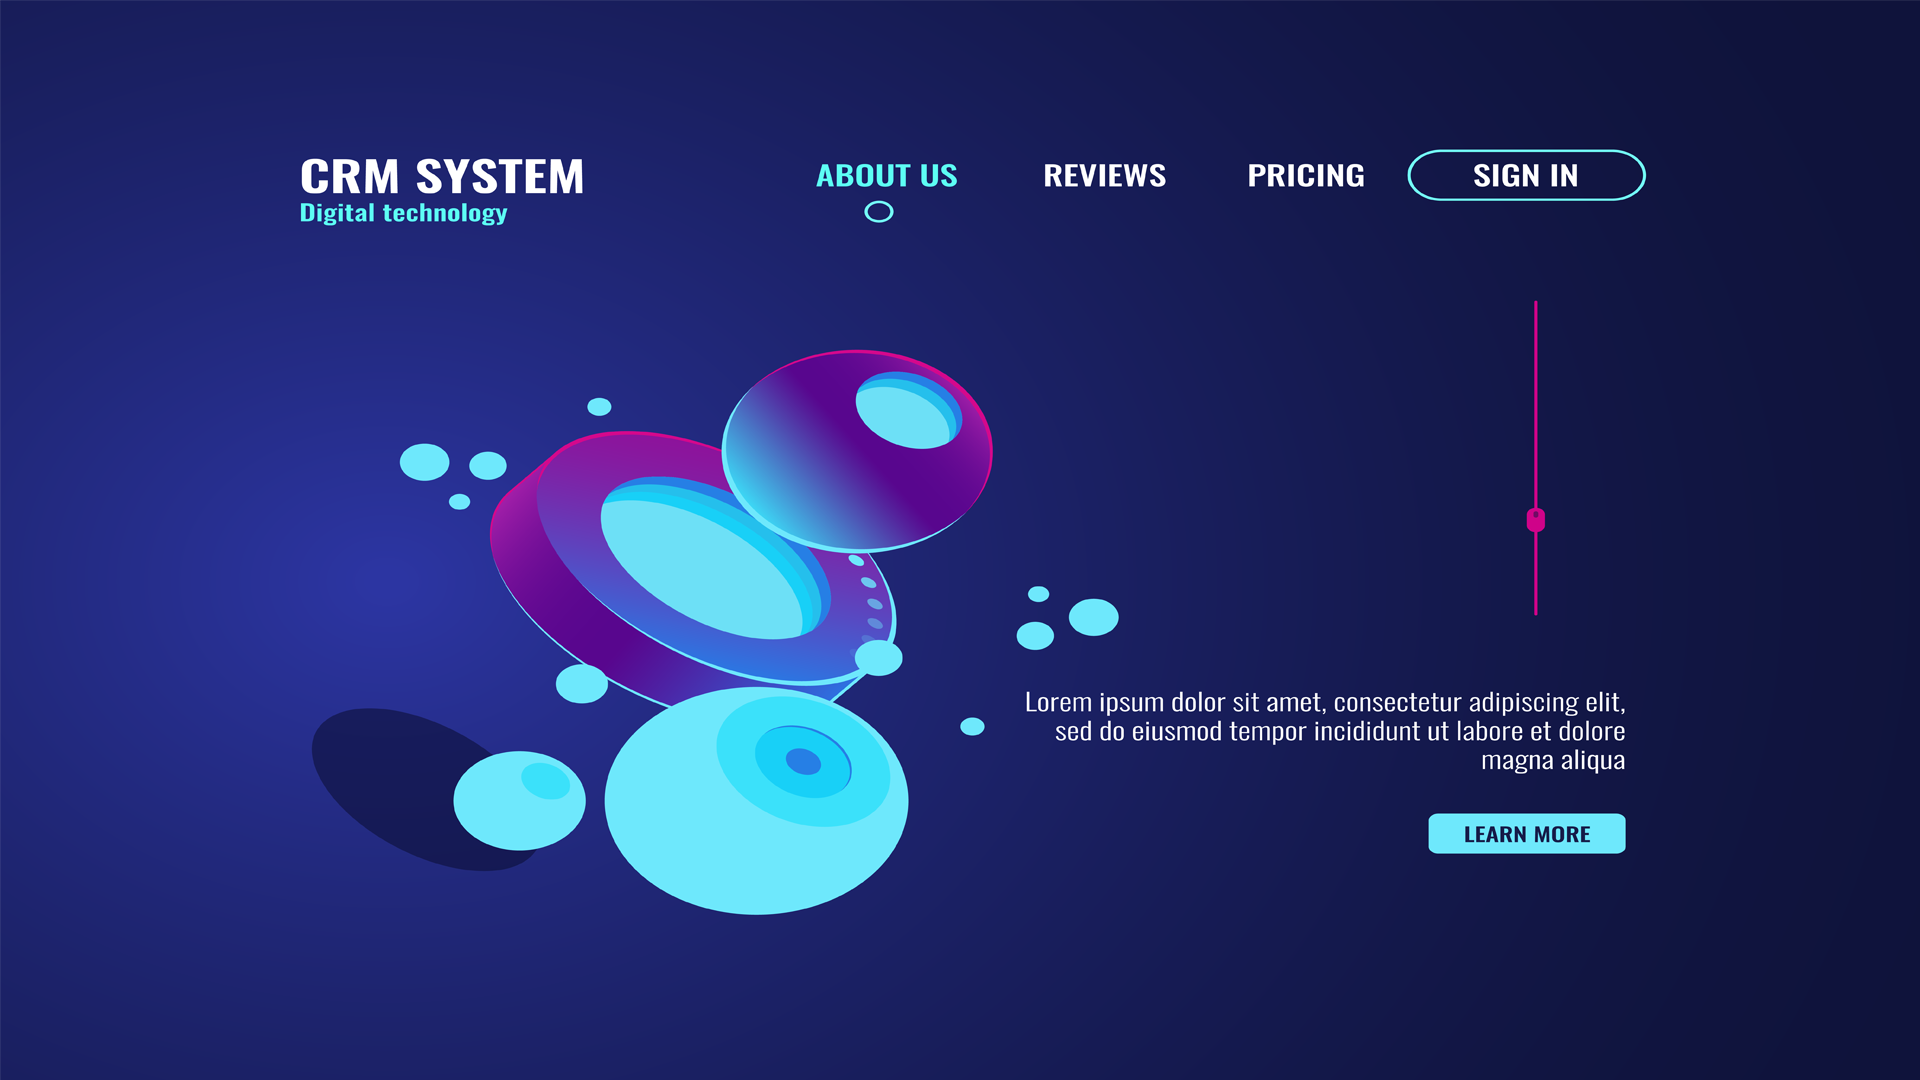 CRM SYSTEM
Digital technology
ABOUT US
REVIEWS
PRICING
SIGN IN
Lorem ipsum dolor sit amet, consectetur adipiscing elit,
sed do eiusmod tempor incididunt ut labore et dolore
magna aliqua
LEARN MORE